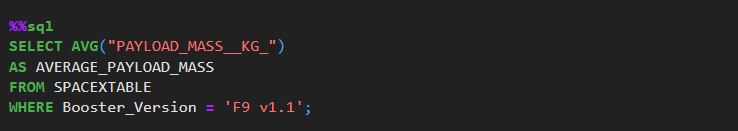 %%sql
SELECT AVG("PAYLOAD_MASS__KG_")
AS AVERAGE_PAYLOAD_MASS
FROM SPACEXTABLE
WHERE Booster_Version = 'F9 v1.1';